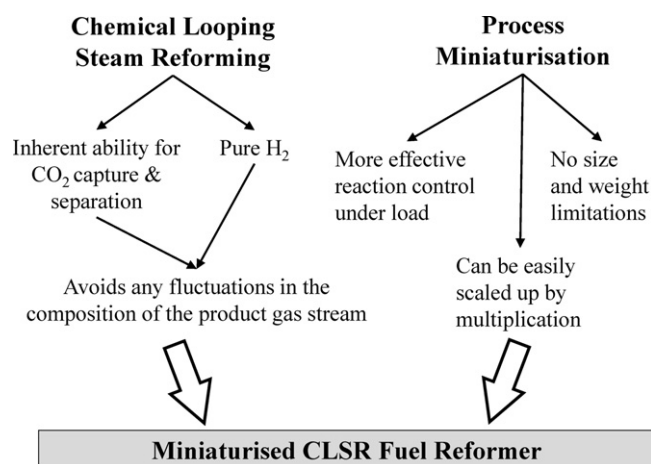 Chemical Looping
Steam Reforming
Inherent ability for
CO₂ capture &
separation
Pure H₂
Avoids any fluctuations in the
composition of the product gas stream
Process
Miniaturisation
More effective
reaction control
under load
No size
and weight
limitations
Can be easily
scaled up by
multiplication
Miniaturised CLSR Fuel Reformer